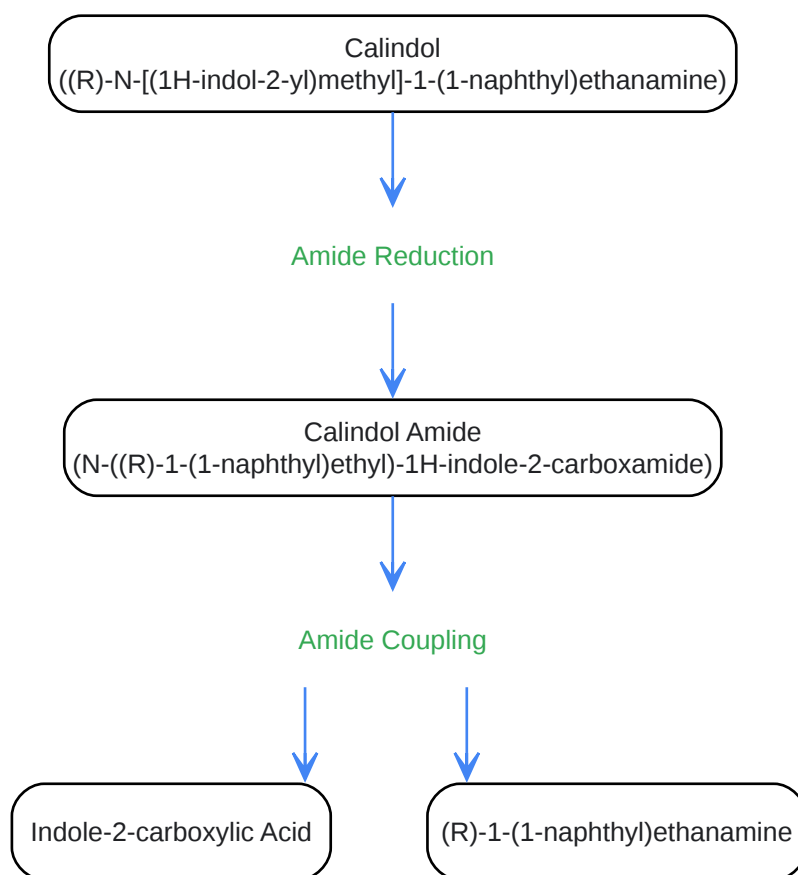 Calindol
((R)-N-[(1H-indol-2-yl)methyl]-1-(1-naphthyl)ethanamine)
Amide Reduction
Calindol Amide
(N-((R)-1-(1-naphthyl)ethyl)-1H-indole-2-carboxamide)
Amide Coupling
Indole-2-carboxylic Acid
(R)-1-(1-naphthyl)ethanamine